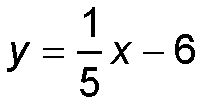 y = 1/5 x − 6